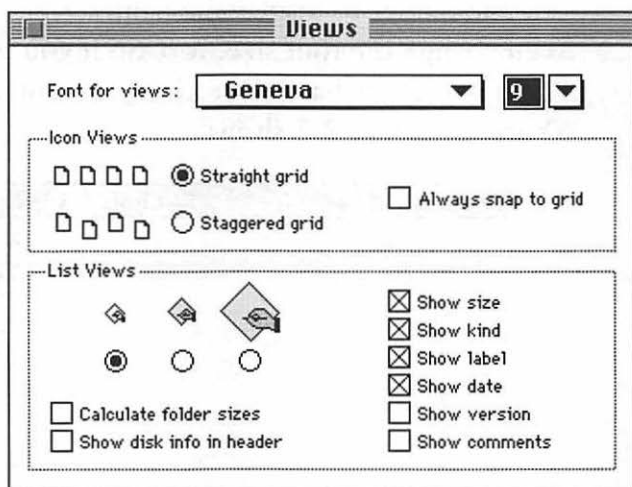 Views
Font for views: Geneva 9
Icon Views
Straight grid
Always snap to grid
Staggered grid
List Views
Show size
Show kind
Show label
Show date
Calculate folder sizes
Show version
Show disk info in header
Show comments